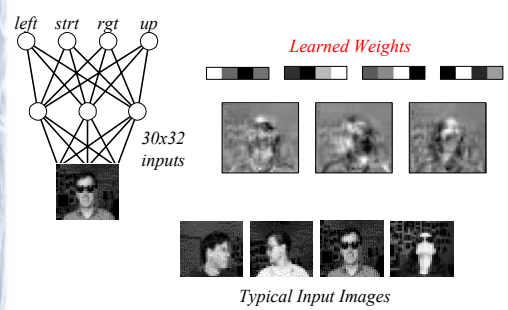 left strt rgt up
Learned Weights
30x32
inputs
Typical Input Images